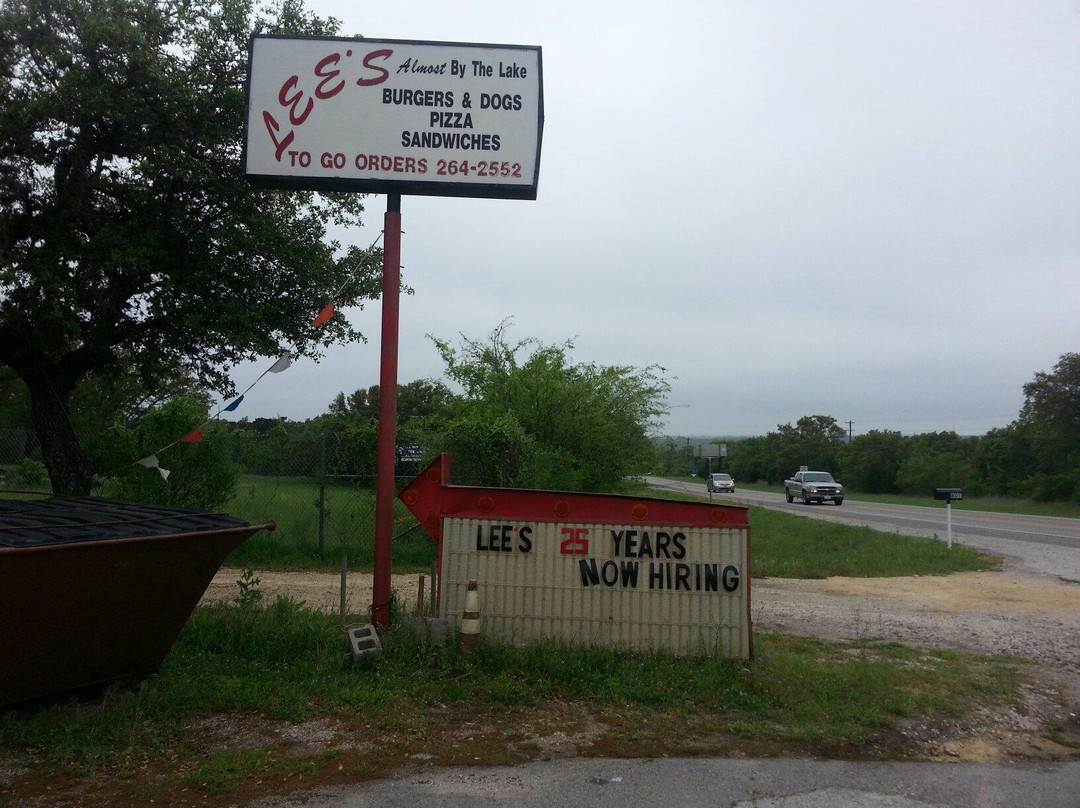 LEE'S Almost By The Lake
BURGERS & DOGS
PIZZA
SANDWICHES
TO GO ORDERS 264-2552
LEE'S 25 YEARS
NOW HIRING